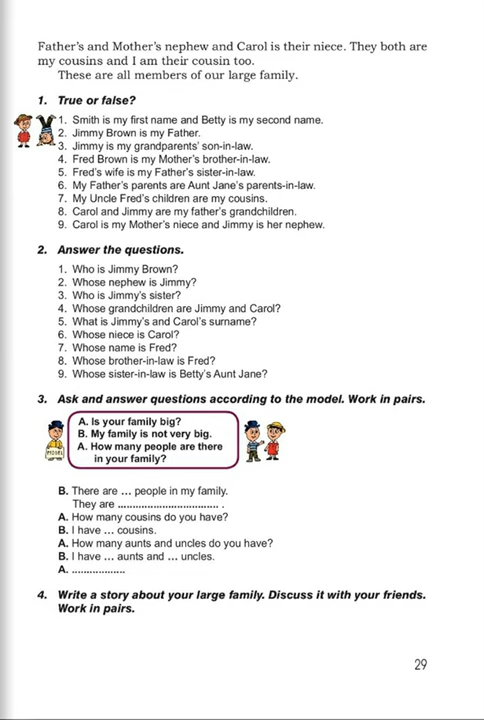 Father's and Mother's nephew and Carol is their niece. They both are
my cousins and I am their cousin too.
These are all members of our large family.
1. True or false?
1. Smith is my first name and Betty is my second name.
2. Jimmy Brown is my Father.
3. Jimmy is my grandparents' son-in-law.
4. Fred Brown is my Mother's brother-in-law.
5. Fred's wife is my Father's sister-in-law.
6. My Father's parents are Aunt Jane's parents-in-law.
7. My Uncle Fred's children are my cousins.
8. Carol and Jimmy are my father's grandchildren.
9. Carol is my Mother's niece and Jimmy is her nephew.
2. Answer the questions.
1. Who is Jimmy Brown?
2. Whose nephew is Jimmy?
3. Who is Jimmy's sister?
4. Whose grandchildren are Jimmy and Carol?
5. What is Jimmy's and Carol's surname?
6. Whose niece is Carol?
7. Whose name is Fred?
8. Whose brother-in-law is Fred?
9. Whose sister-in-law is Betty's Aunt Jane?
3. Ask and answer questions according to the model. Work in pairs.
MODEL
A. Is your family big?
B. My family is not very big.
A. How many people are there
in your family?
B. There are ... people in my family.
They are ................................ .
A. How many cousins do you have?
B. I have ... cousins.
A. How many aunts and uncles do you have?
B. I have ... aunts and ... uncles.
A. .................
4. Write a story about your large family. Discuss it with your friends.
Work in pairs.
29